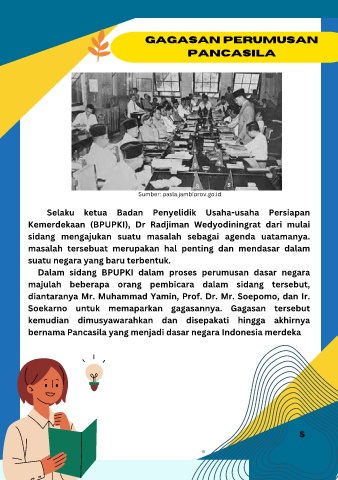 GAGASAN PERUMUSAN
PANCASILA
Sumber: pasla.jambiprov.go.id
Selaku ketua Badan Penyelidik Usaha-usaha Persiapan
Kemerdekaan (BPUPKI), Dr Radjiman Wedyodiningrat dari mulai
sidang mengajukan suatu masalah sebagai agenda uatamanya.
masalah tersebuat merupakan hal penting dan mendasar dalam
suatu negara yang baru terbentuk.
Dalam sidang BPUPKI dalam proses perumusan dasar negara
majulah beberapa orang pembicara dalam sidang tersebut,
diantaranya Mr. Muhammad Yamin, Prof. Dr. Mr. Soepomo, dan Ir.
Soekarno untuk memaparkan gagasannya. Gagasan tersebut
kemudian dimusyawarahkan dan disepakati hingga akhirnya
bernama Pancasila yang menjadi dasar negara Indonesia merdeka
S